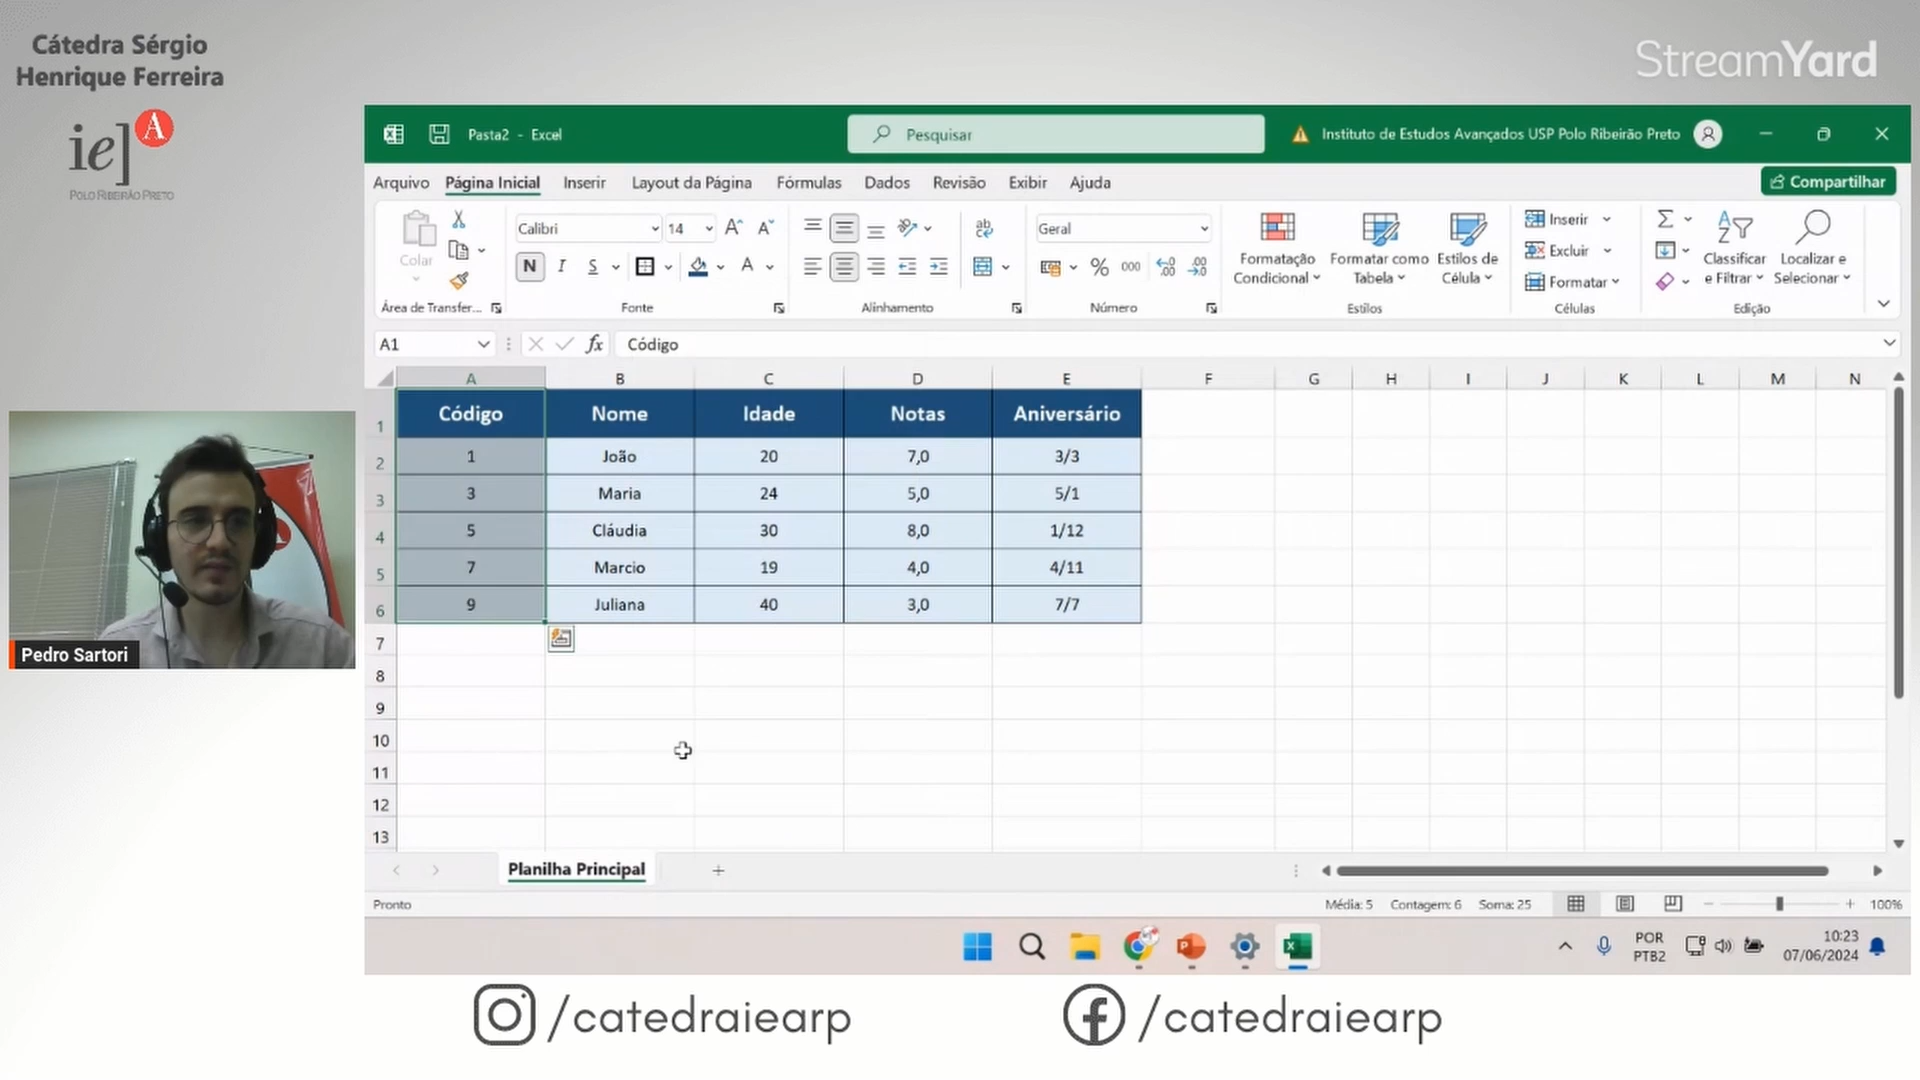 Cátedra Sérgio
Henrique Ferreira
StreamYard
ie]A
POLO RIBEIRÃO PRETO
Pasta2 - Excel
Pesquisar
Instituto de Estudos Avançados USP Polo Ribeirão Preto
Arquivo Página Inicial Inserir Layout da Página Fórmulas Dados Revisão Exibir Ajuda
Compartilhar
Colar
Calibri 14
Geral
N I S A
ab
% 000
Formatação
Condicional
Formatar como
Tabela
Estilos de
Célula
Inserir
Excluir
Formatar
Classificar
e Filtrar
Localizar e
Selecionar
Área de Transfer... Fonte Alinhamento Número Estilos Células Edição
A1 fx Código
A B C D E F G H I J K L M N
1 Código Nome Idade Notas Aniversário
2 1 João 20 7,0 3/3
3 3 Maria 24 5,0 5/1
4 5 Cláudia 30 8,0 1/12
5 7 Marcio 19 4,0 4/11
6 9 Juliana 40 3,0 7/7
7
8
9
10
11
12
13
Pedro Sartori
Planilha Principal
Pronto
Média: 5 Contagem: 6 Soma: 25
100%
POR
PTB2
10:23
07/06/2024
/catedraiearp
/catedraiearp